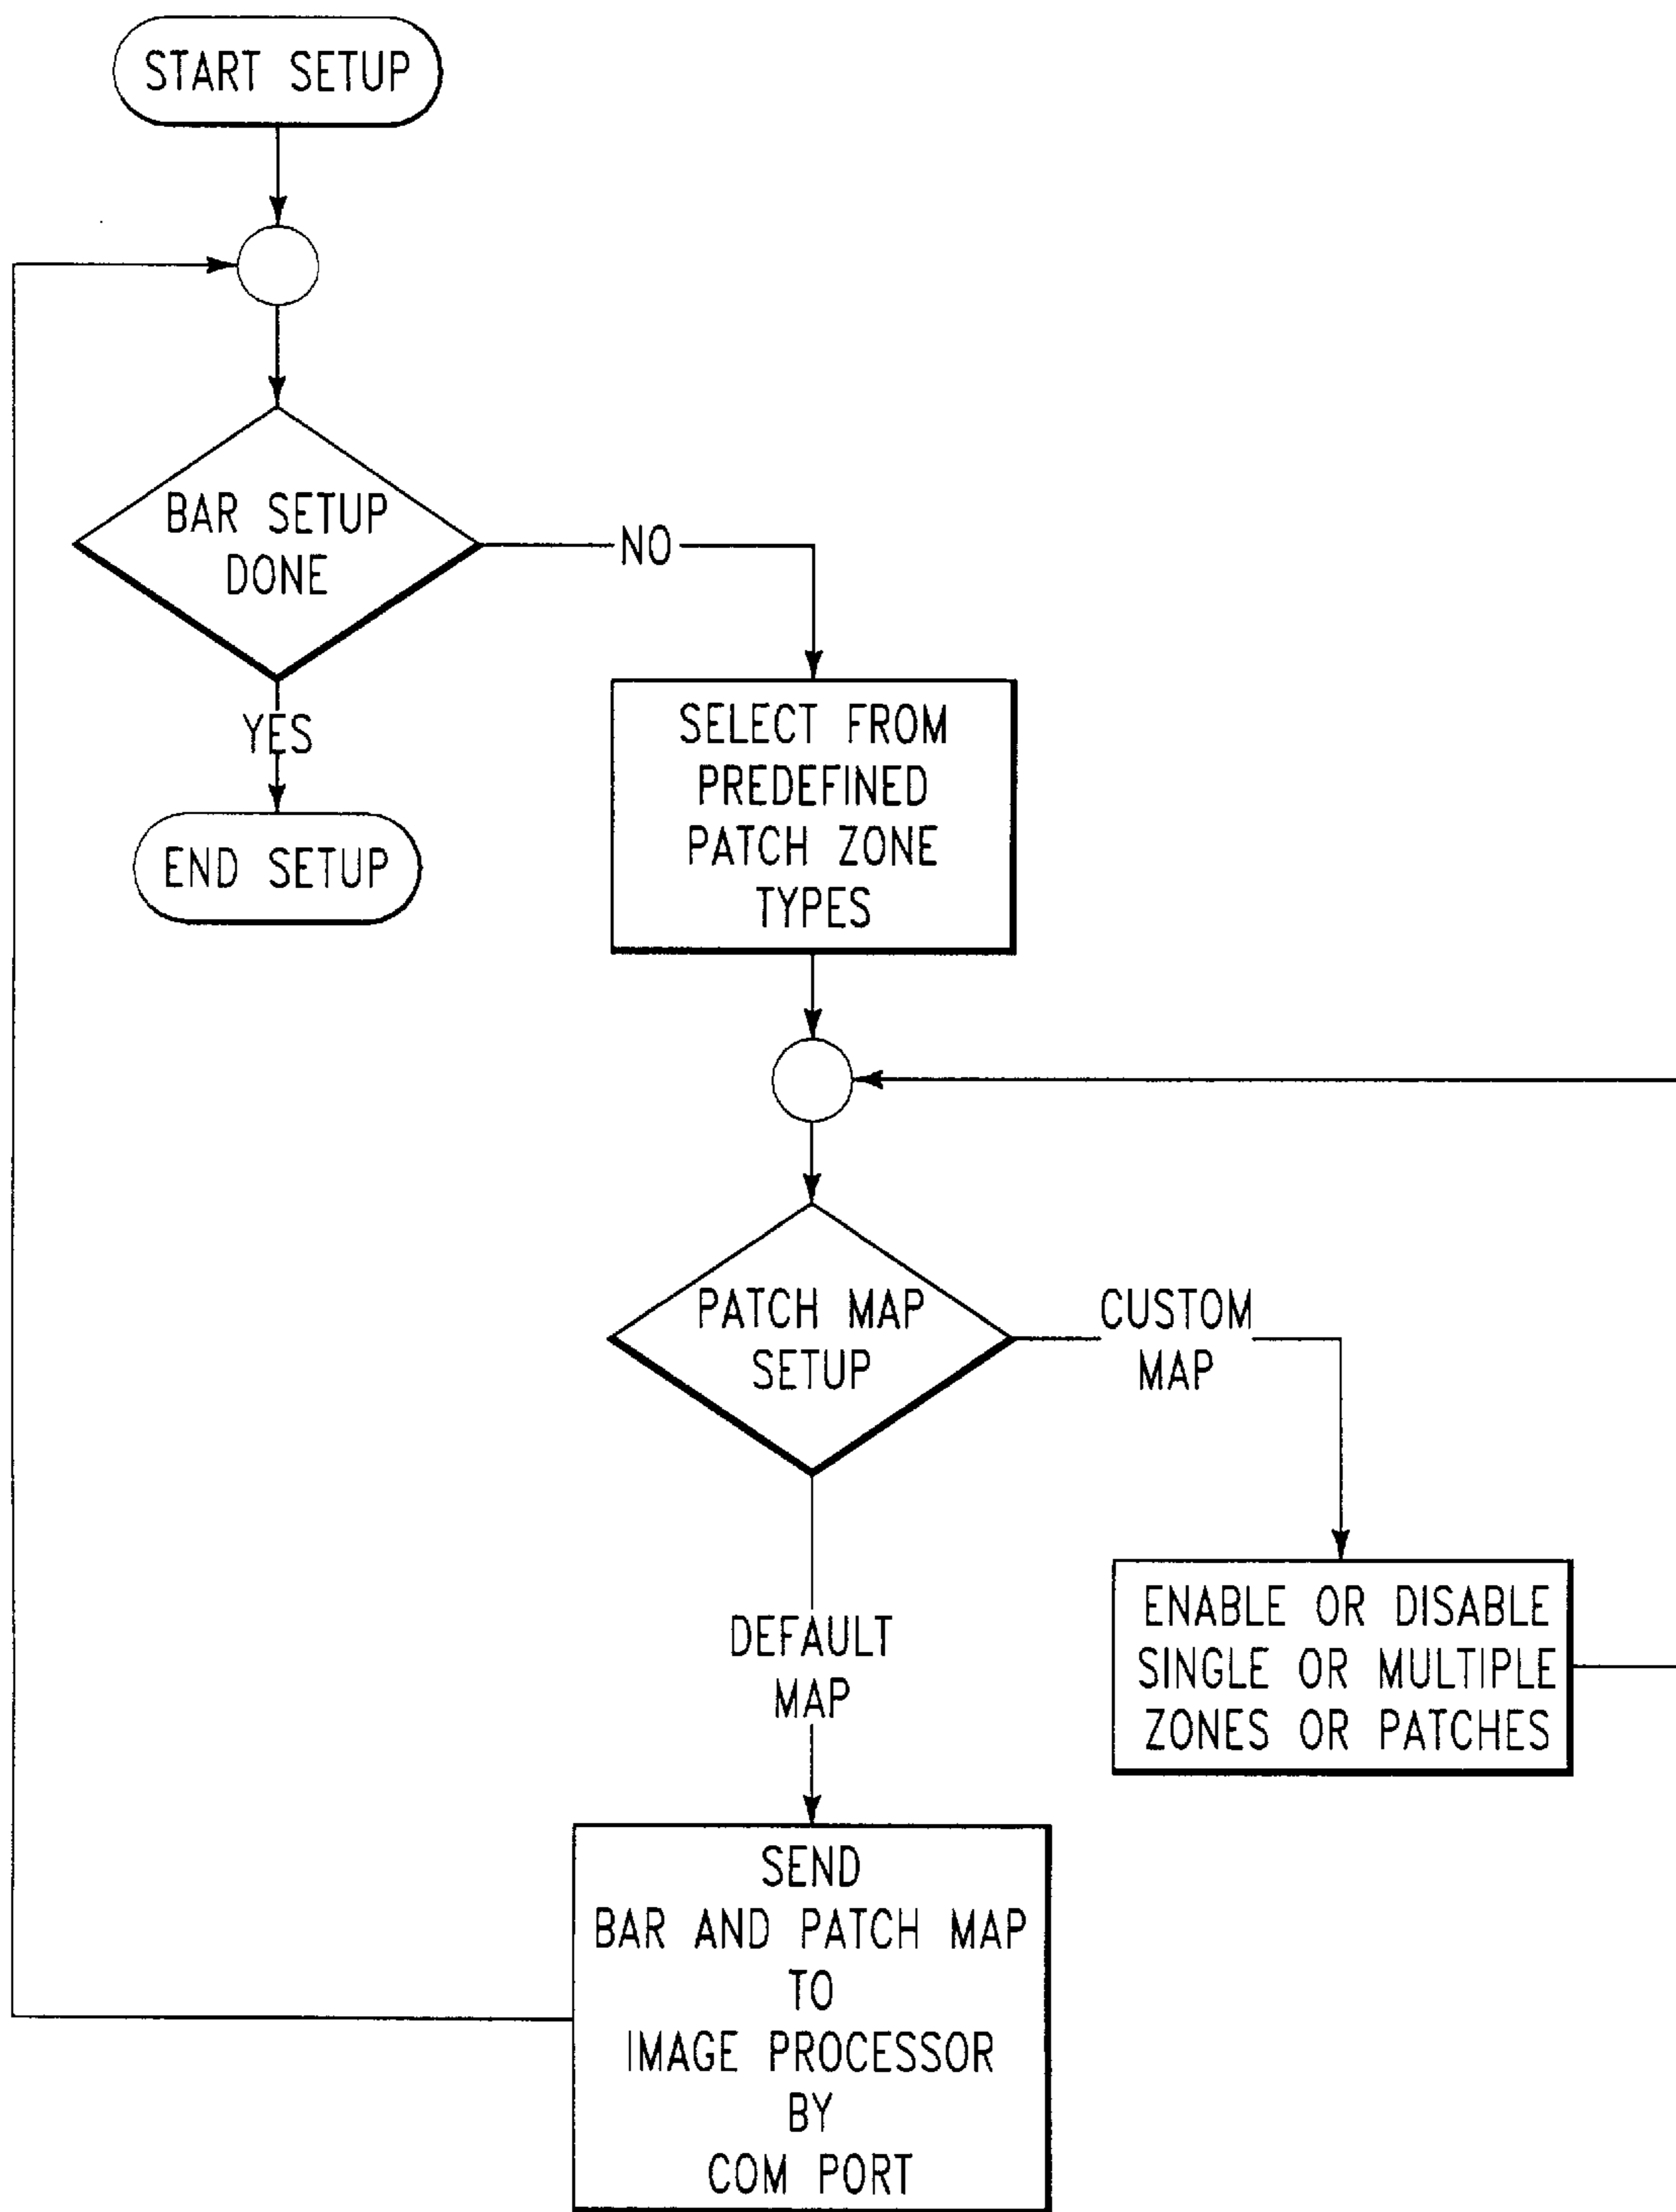 START SETUP
BAR SETUP
DONE
NO
YES
END SETUP
SELECT FROM
PREDEFINED
PATCH ZONE
TYPES
PATCH MAP
SETUP
CUSTOM
MAP
DEFAULT
MAP
ENABLE OR DISABLE
SINGLE OR MULTIPLE
ZONES OR PATCHES
SEND
BAR AND PATCH MAP
TO
IMAGE PROCESSOR
BY
COM PORT